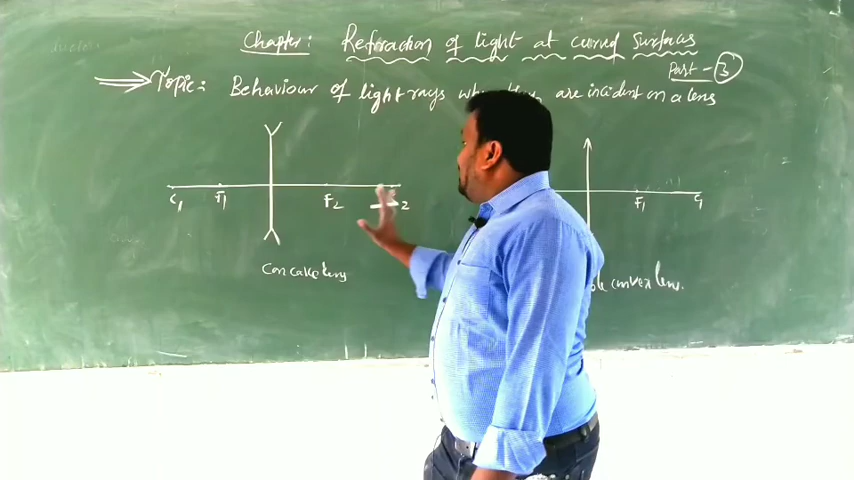 Chapter: Refraction of light at curved Surfaces
Part - 3
Topic: Behaviour of light rays when they are incident on a lens
C1 F1 F2 2
F1 C1
Concave lens
convex lens.